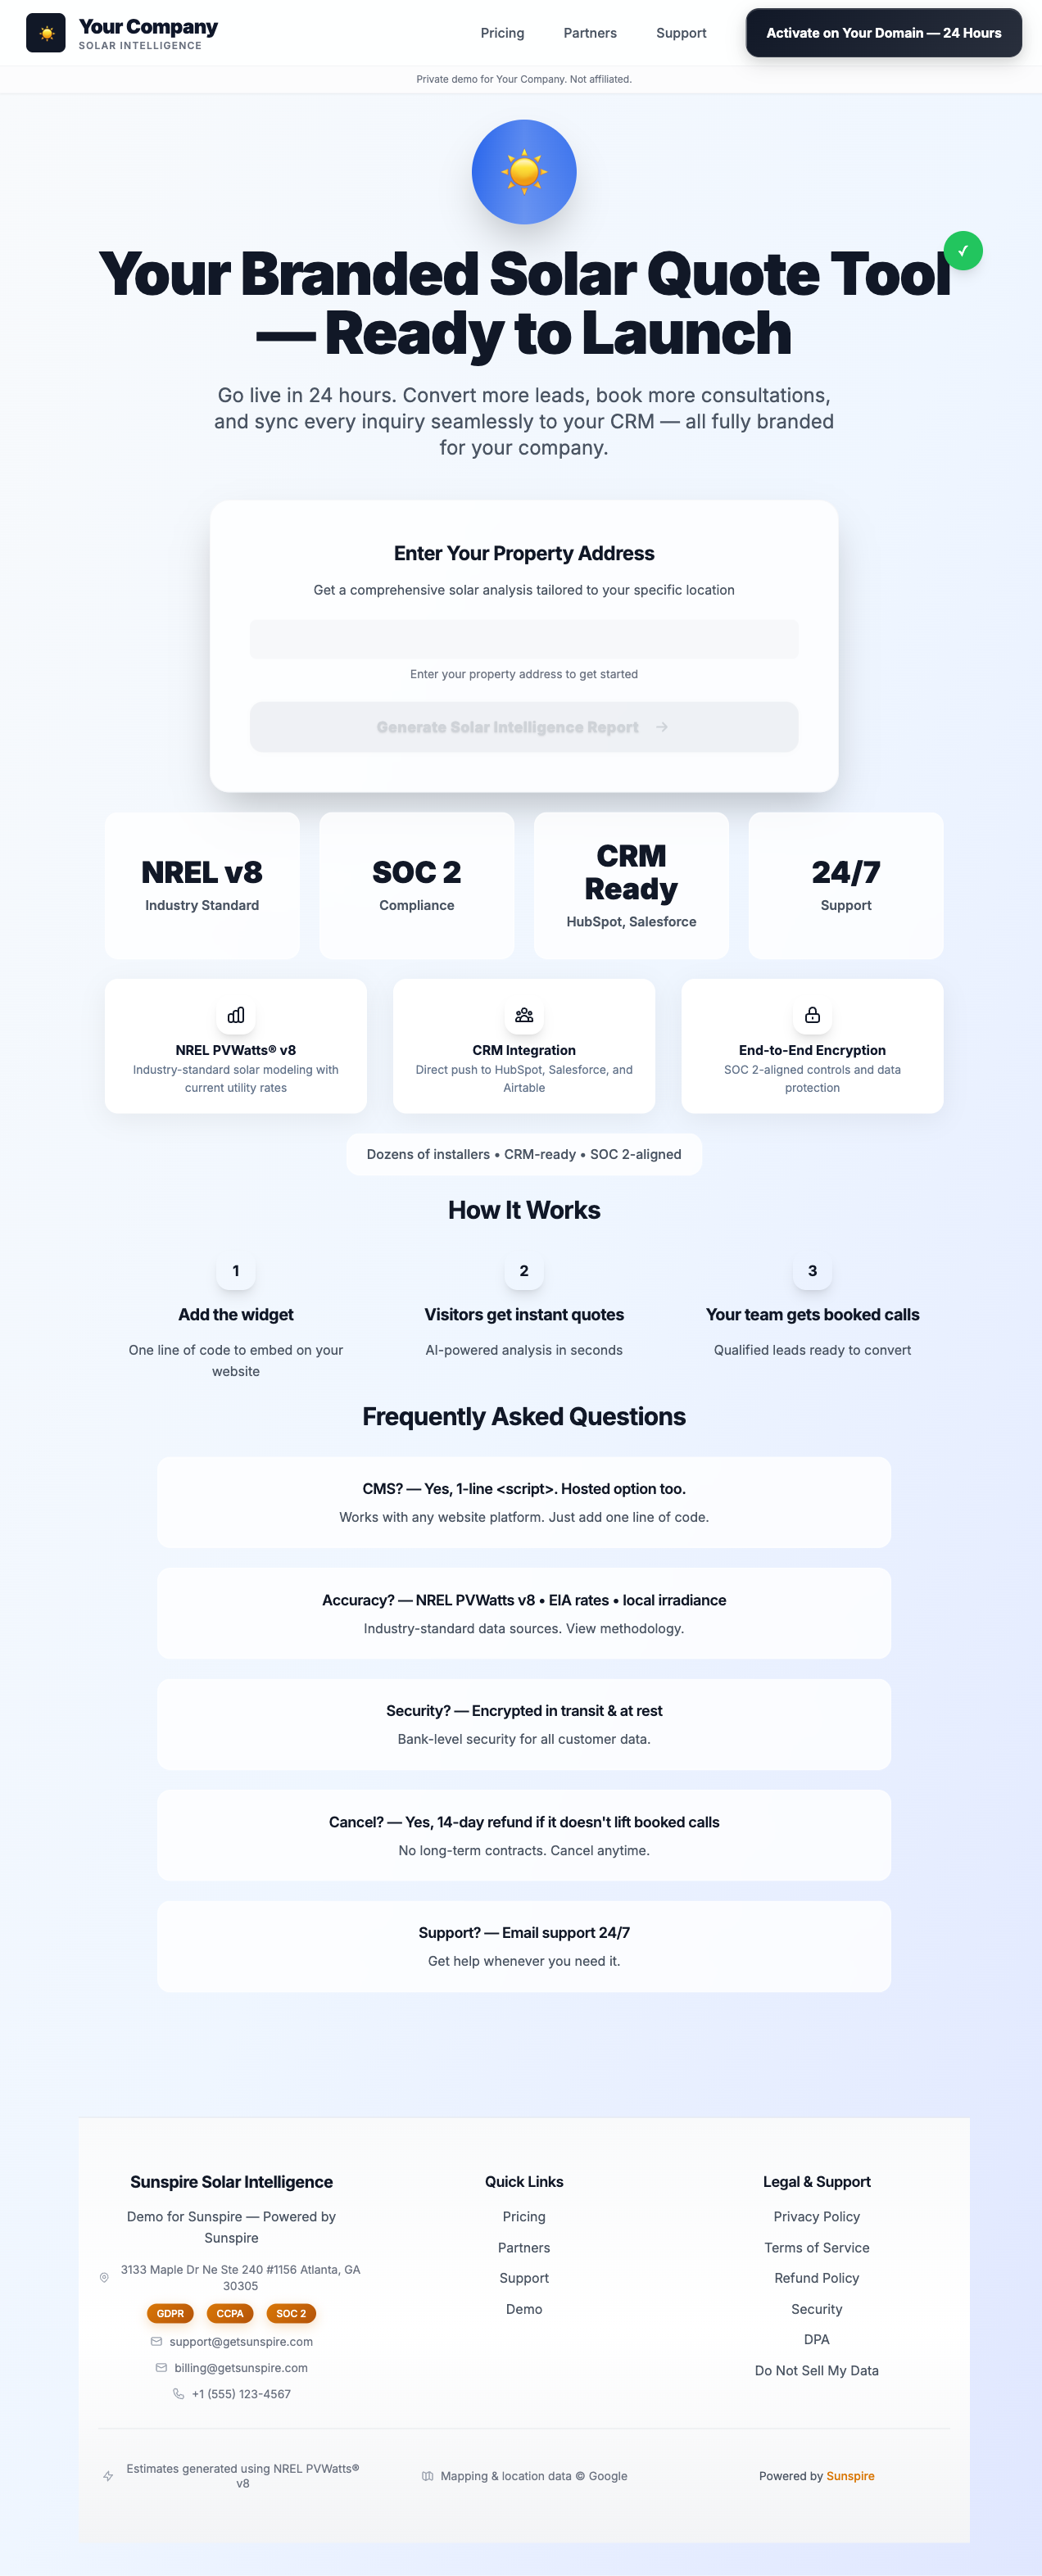 Your Company
SOLAR INTELLIGENCE
Pricing
Partners
Support
Activate on Your Domain — 24 Hours
Private demo for Your Company. Not affiliated.
Your Branded Solar Quote Tool
— Ready to Launch
✓
Go live in 24 hours. Convert more leads, book more consultations,
and sync every inquiry seamlessly to your CRM — all fully branded
for your company.
Enter Your Property Address
Get a comprehensive solar analysis tailored to your specific location
Enter your property address to get started
Generate Solar Intelligence Report →
NREL v8
Industry Standard
SOC 2
Compliance
CRM
Ready
HubSpot, Salesforce
24/7
Support
NREL PVWatts® v8
Industry-standard solar modeling with
current utility rates
CRM Integration
Direct push to HubSpot, Salesforce, and
Airtable
End-to-End Encryption
SOC 2-aligned controls and data
protection
Dozens of installers • CRM-ready • SOC 2-aligned
How It Works
1
Add the widget
One line of code to embed on your
website
2
Visitors get instant quotes
AI-powered analysis in seconds
3
Your team gets booked calls
Qualified leads ready to convert
Frequently Asked Questions
CMS? — Yes, 1-line <script>. Hosted option too.
Works with any website platform. Just add one line of code.
Accuracy? — NREL PVWatts v8 • EIA rates • local irradiance
Industry-standard data sources. View methodology.
Security? — Encrypted in transit & at rest
Bank-level security for all customer data.
Cancel? — Yes, 14-day refund if it doesn't lift booked calls
No long-term contracts. Cancel anytime.
Support? — Email support 24/7
Get help whenever you need it.
Sunspire Solar Intelligence
Demo for Sunspire — Powered by
Sunspire
3133 Maple Dr Ne Ste 240 #1156 Atlanta, GA
30305
GDPR
CCPA
SOC 2
support@getsunspire.com
billing@getsunspire.com
+1 (555) 123-4567
Quick Links
Pricing
Partners
Support
Demo
Legal & Support
Privacy Policy
Terms of Service
Refund Policy
Security
DPA
Do Not Sell My Data
Estimates generated using NREL PVWatts®
v8
Mapping & location data © Google
Powered by Sunspire